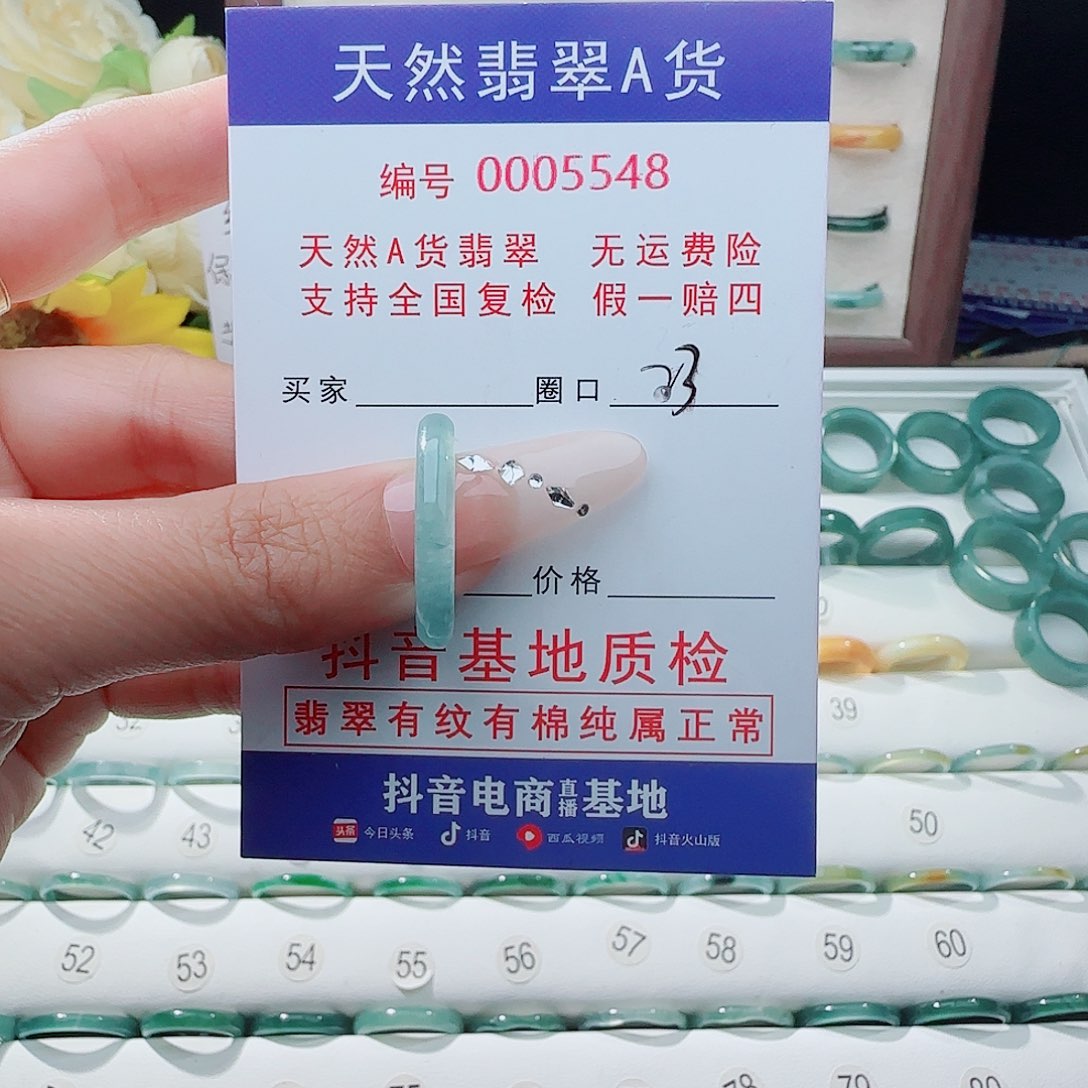 天然翡翠A货
编号 0005548
天然A货翡翠 无运费险
支持全国复检 假一赔四
买家 圈口 23
价格
抖音基地质检
翡翠有纹有棉纯属正常
抖音电商直播基地
今日头条 抖音 西瓜视频 抖音火山版
39
42 43 50
52 53 54 55 56 57 58 59 60